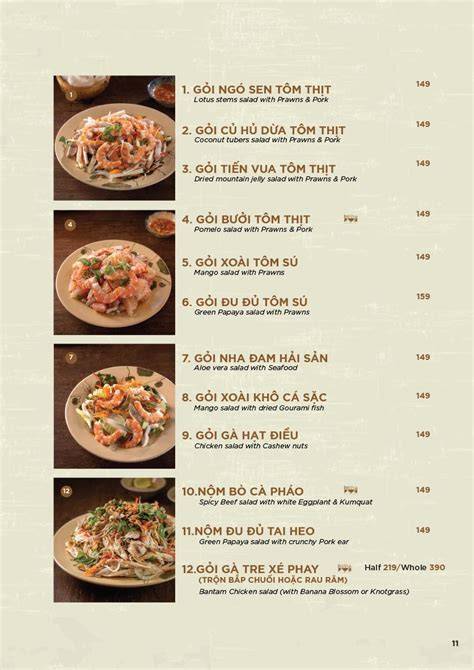 1
1. GỎI NGÓ SEN TÔM THỊT 149
Lotus stems salad with Prawns & Pork
2. GỎI CỦ HỦ DỪA TÔM THỊT 149
Coconut tubers salad with Prawns & Pork
3. GỎI TIẾN VUA TÔM THỊT 149
Dried mountain jelly salad with Prawns & Pork
4
4. GỎI BƯỞI TÔM THỊT 149
Pomelo salad with Prawns & Pork
5. GỎI XOÀI TÔM SÚ 149
Mango salad with Prawns
6. GỎI ĐU ĐỦ TÔM SÚ 159
Green Papaya salad with Prawns
7
7. GỎI NHA ĐAM HẢI SẢN 149
Aloe vera salad with Seafood
8. GỎI XOÀI KHÔ CÁ SẶC 149
Mango salad with dried Gourami fish
9. GỎI GÀ HẠT ĐIỀU 149
Chicken salad with Cashew nuts
12
10.NỘM BÒ CÀ PHÁO 149
Spicy Beef salad with white Eggplant & Kumquat
11.NỘM ĐU ĐỦ TAI HEO 149
Green Papaya salad with crunchy Pork ear
12.GỎI GÀ TRE XÉ PHAY Half 219/Whole 390
(TRỘN BẮP CHUỐI HOẶC RAU RĂM)
Bantam Chicken salad (with Banana Blossom or Knotgrass)
11